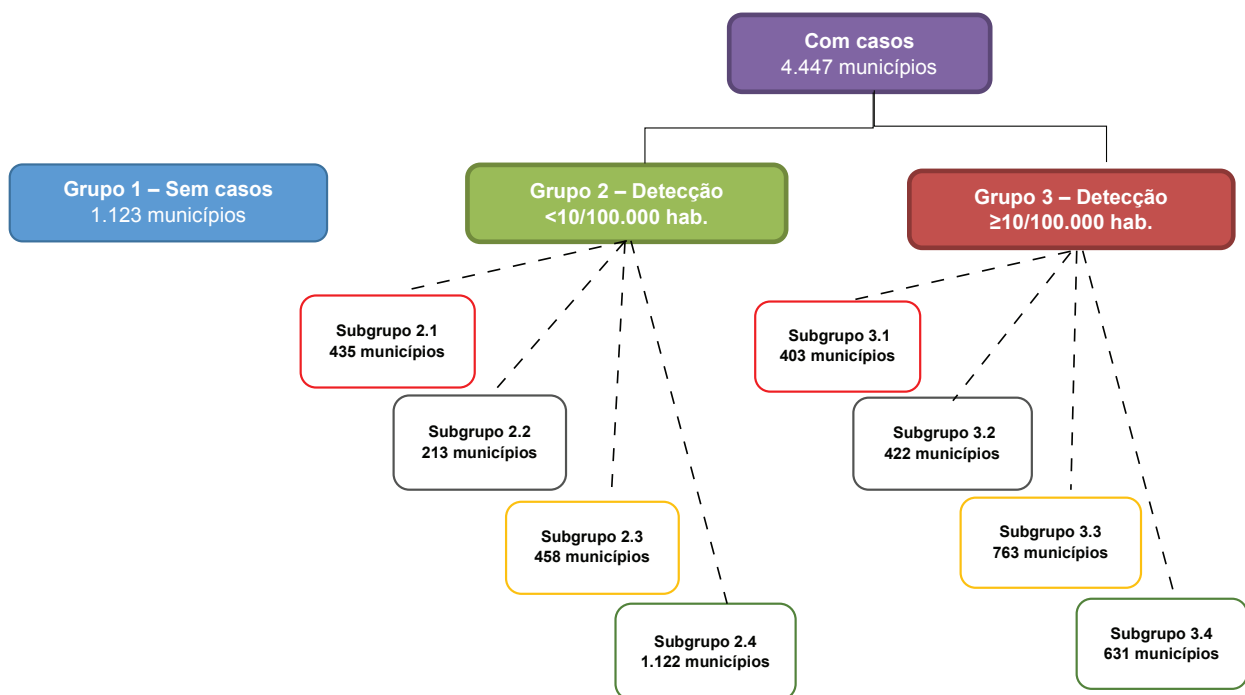 Com casos
4.447 municípios
Grupo 1 – Sem casos
1.123 municípios
Grupo 2 – Detecção
<10/100.000 hab.
Grupo 3 – Detecção
≥10/100.000 hab.
Subgrupo 2.1
435 municípios
Subgrupo 2.2
213 municípios
Subgrupo 2.3
458 municípios
Subgrupo 2.4
1.122 municípios
Subgrupo 3.1
403 municípios
Subgrupo 3.2
422 municípios
Subgrupo 3.3
763 municípios
Subgrupo 3.4
631 municípios